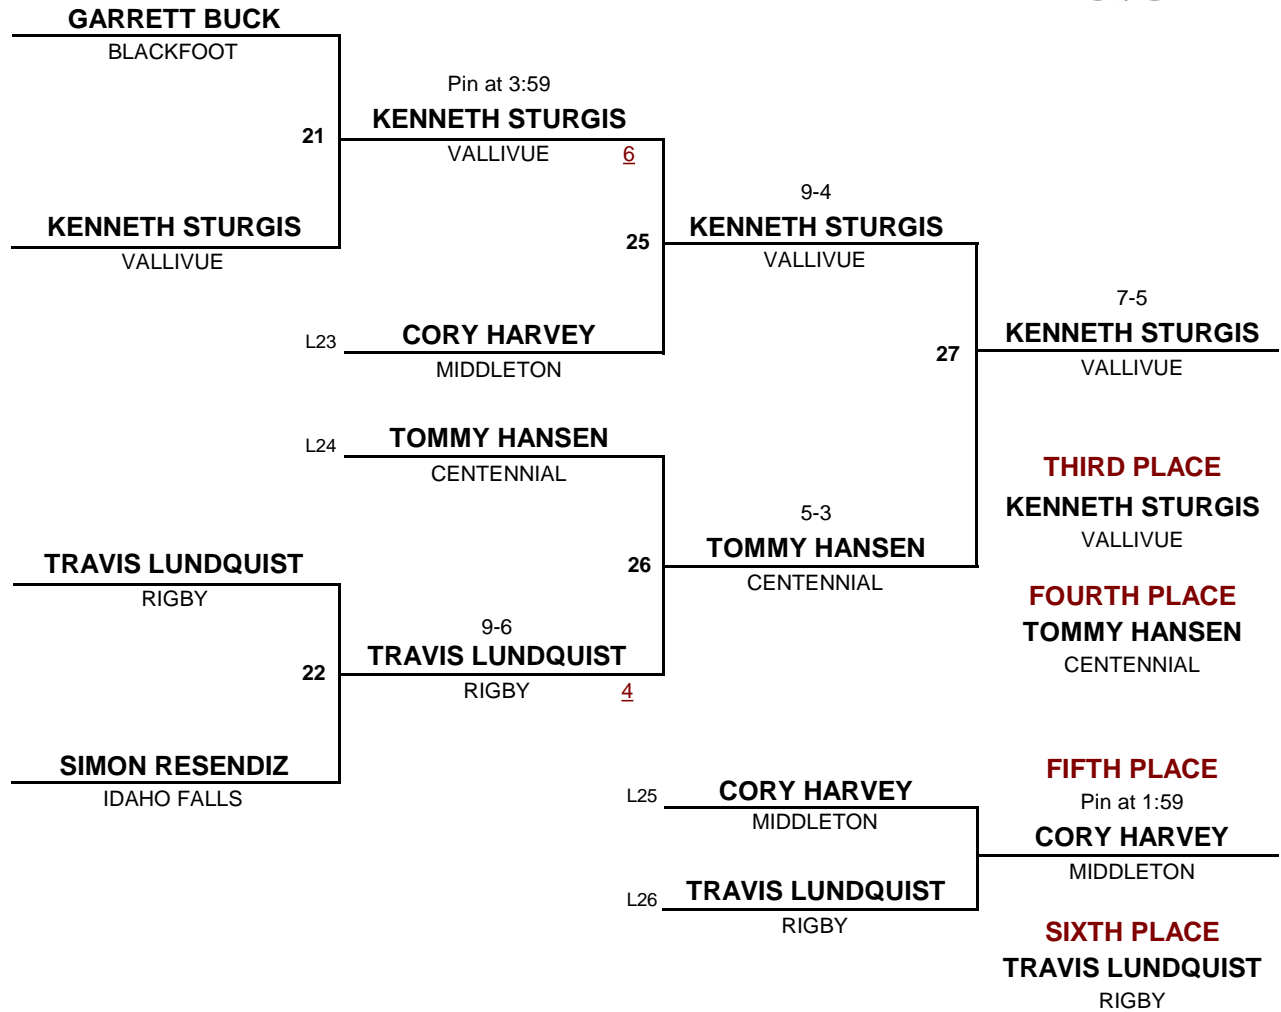 GARRETT BUCK
BLACKFOOT
Pin at 3:59
21
KENNETH STURGIS
VALLIVUE
6
KENNETH STURGIS
VALLIVUE
9-4
25
KENNETH STURGIS
VALLIVUE
L23
CORY HARVEY
MIDDLETON
7-5
27
KENNETH STURGIS
VALLIVUE
L24
TOMMY HANSEN
CENTENNIAL
THIRD PLACE
KENNETH STURGIS
VALLIVUE
5-3
26
TOMMY HANSEN
CENTENNIAL
TRAVIS LUNDQUIST
RIGBY
FOURTH PLACE
TOMMY HANSEN
CENTENNIAL
9-6
22
TRAVIS LUNDQUIST
RIGBY
4
SIMON RESENDIZ
IDAHO FALLS
L25
CORY HARVEY
MIDDLETON
FIFTH PLACE
Pin at 1:59
CORY HARVEY
MIDDLETON
L26
TRAVIS LUNDQUIST
RIGBY
SIXTH PLACE
TRAVIS LUNDQUIST
RIGBY